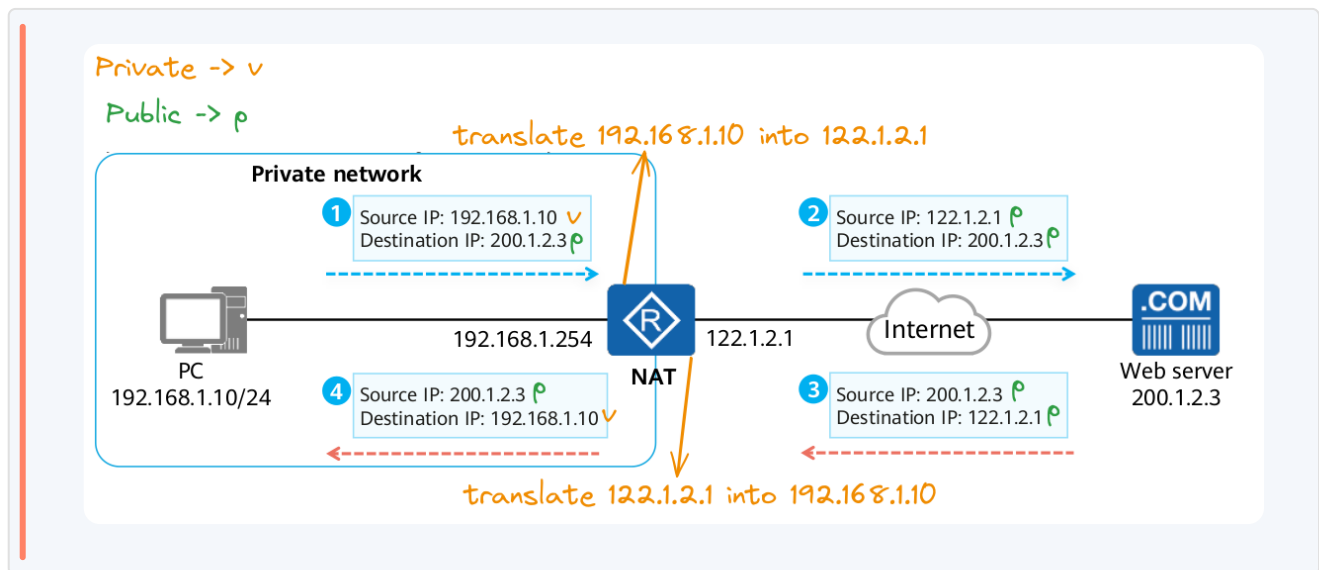 Private -> v
Public -> p
translate 192.168.1.10 into 122.1.2.1
Private network
1
Source IP: 192.168.1.10 v
Destination IP: 200.1.2.3 p
2
Source IP: 122.1.2.1 p
Destination IP: 200.1.2.3 p
R
.COM
192.168.1.254
122.1.2.1
Internet
PC
192.168.1.10/24
NAT
Web server
200.1.2.3
4
Source IP: 200.1.2.3 p
Destination IP: 192.168.1.10 v
3
Source IP: 200.1.2.3 p
Destination IP: 122.1.2.1 p
translate 122.1.2.1 into 192.168.1.10